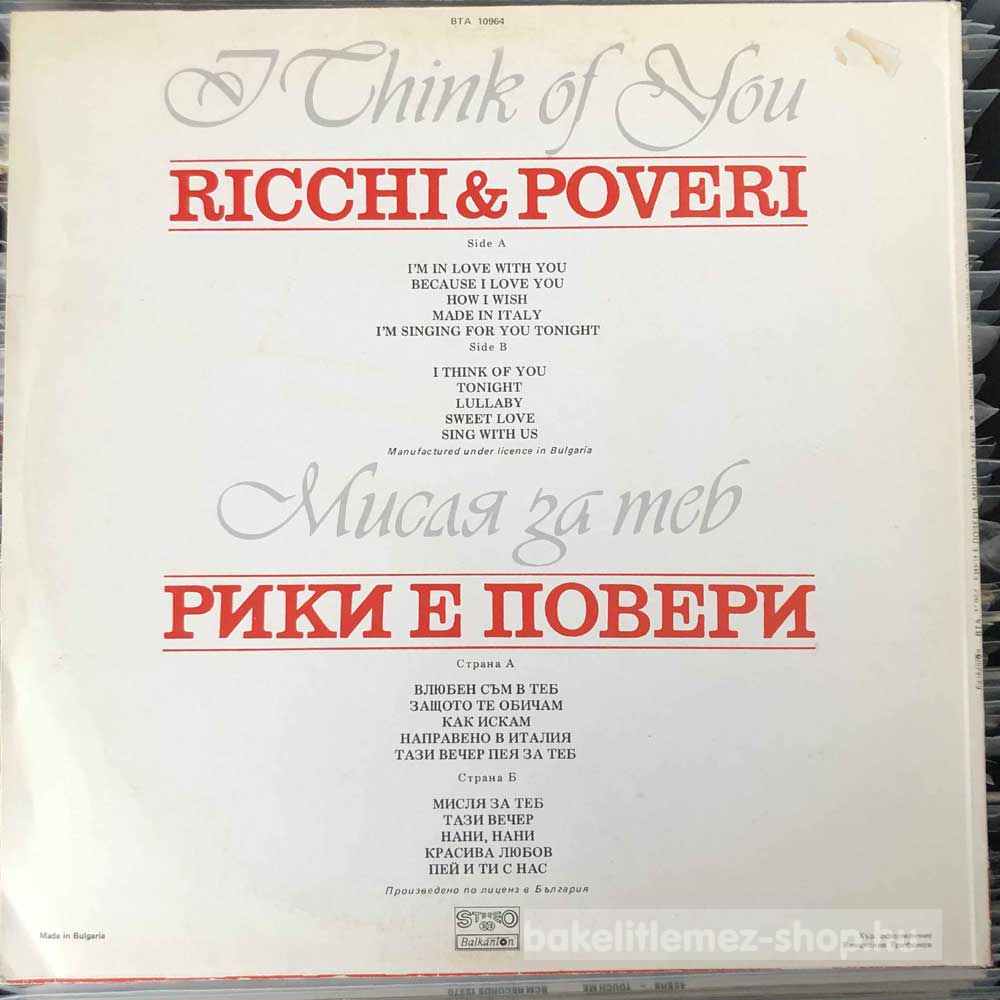 BTA 10964
I Think of You
RICCHI & POVERI
Side A
I'M IN LOVE WITH YOU
BECAUSE I LOVE YOU
HOW I WISH
MADE IN ITALY
I'M SINGING FOR YOU TONIGHT
Side B
I THINK OF YOU
TONIGHT
LULLABY
SWEET LOVE
SING WITH US
Manufactured under licence in Bulgaria
Мисля за теб
РИКИ Е ПОВЕРИ
Страна А
ВЛЮБЕН СЪМ В ТЕБ
ЗАЩОТО ТЕ ОБИЧАМ
КАК ИСКАМ
НАПРАВЕНО В ИТАЛИЯ
ТАЗИ ВЕЧЕР ПЕЯ ЗА ТЕБ
Страна Б
МИСЛЯ ЗА ТЕБ
ТАЗИ ВЕЧЕР
НАНИ, НАНИ
КРАСИВА ЛЮБОВ
ПЕЙ И ТИ С НАС
Произведено по лиценз в България
STEREO
Balkanton
Made in Bulgaria
bakelitlemez-shop.hu
TOUCH ME